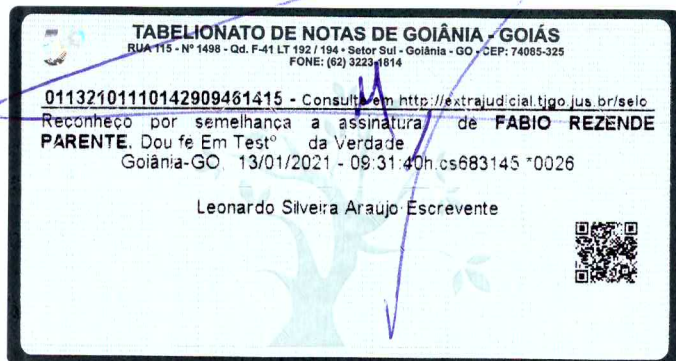 TABELIONATO DE NOTAS DE GOIÂNIA - GOIÁS
RUA 115 - Nº 1498 - Qd. F-41 LT 192 / 194 • Setor Sul - Goiânia - GO - CEP: 74085-325
FONE: (62) 3223-1814
01132101110142909461415 - Consulte em http://extrajudicial.tjgo.jus.br/selo
Reconheço por semelhança a assinatura de FABIO REZENDE
PARENTE. Dou fé Em Testº da Verdade
Goiânia-GO, 13/01/2021 - 09:31:40h.cs683145 *0026
Leonardo Silveira Araujo Escrevente